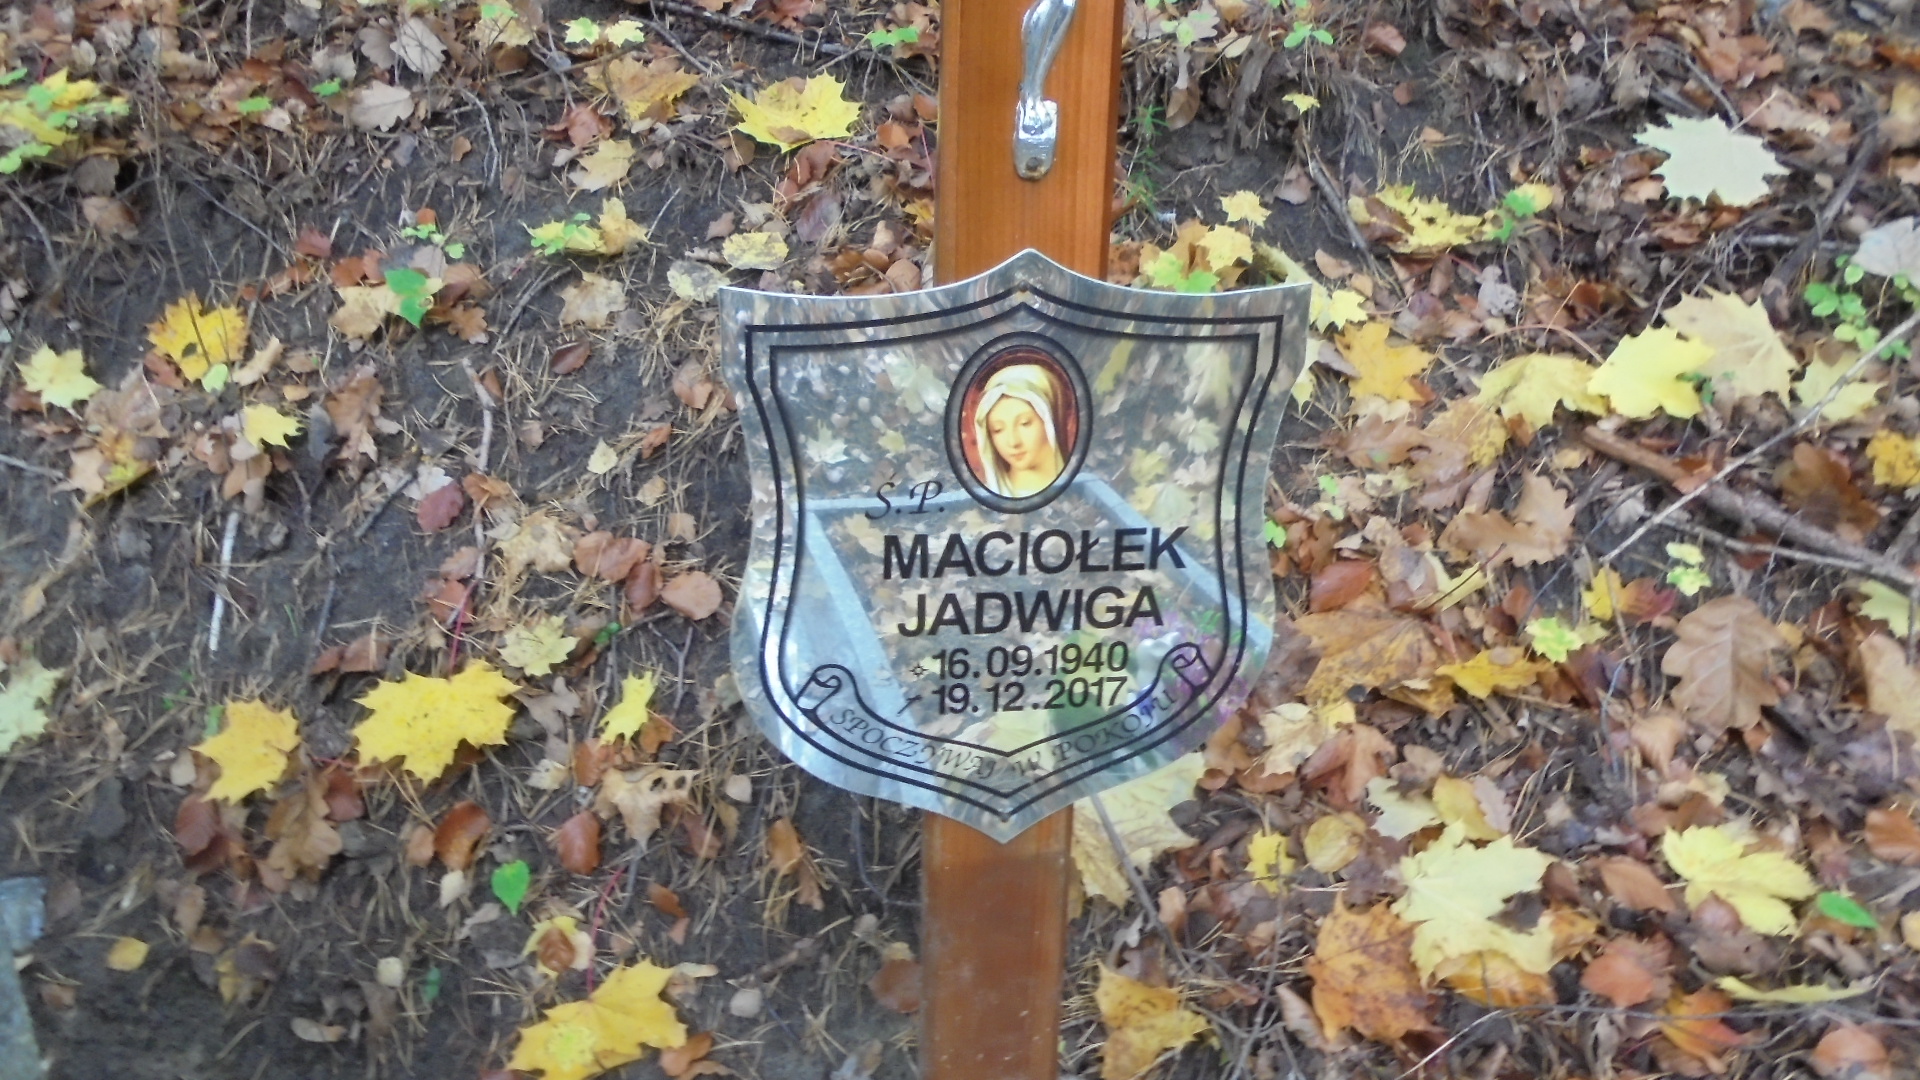 S.P.
MACIOŁEK
JADWIGA
16.09.1940
† 19.12.2017
SPOCZYWAJ W POKOJU